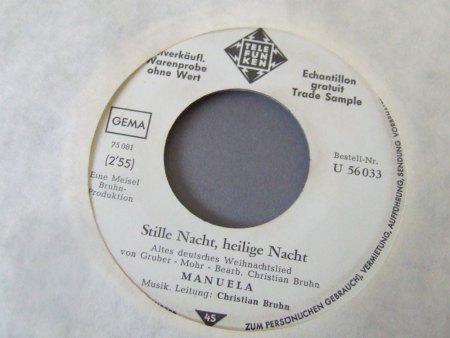 TELE
FUN
KEN
Unverkäufl.
Warenprobe
ohne Wert
Echantillon
gratuit
Trade Sample
GEMA
75 081
(2'55)
Eine Meisel
Bruhn-
Produktion
Bestell-Nr.
U 56 033
Stille Nacht, heilige Nacht
Altes deutsches Weihnachtslied
von Gruber - Mohr - Bearb. Christian Bruhn
MANUELA
Musik. Leitung: Christian Bruhn
45
ZUM PERSÖNLICHEN GEBRAUCH), VERMIETUNG, AUFFÜHRUNG, SENDUNG